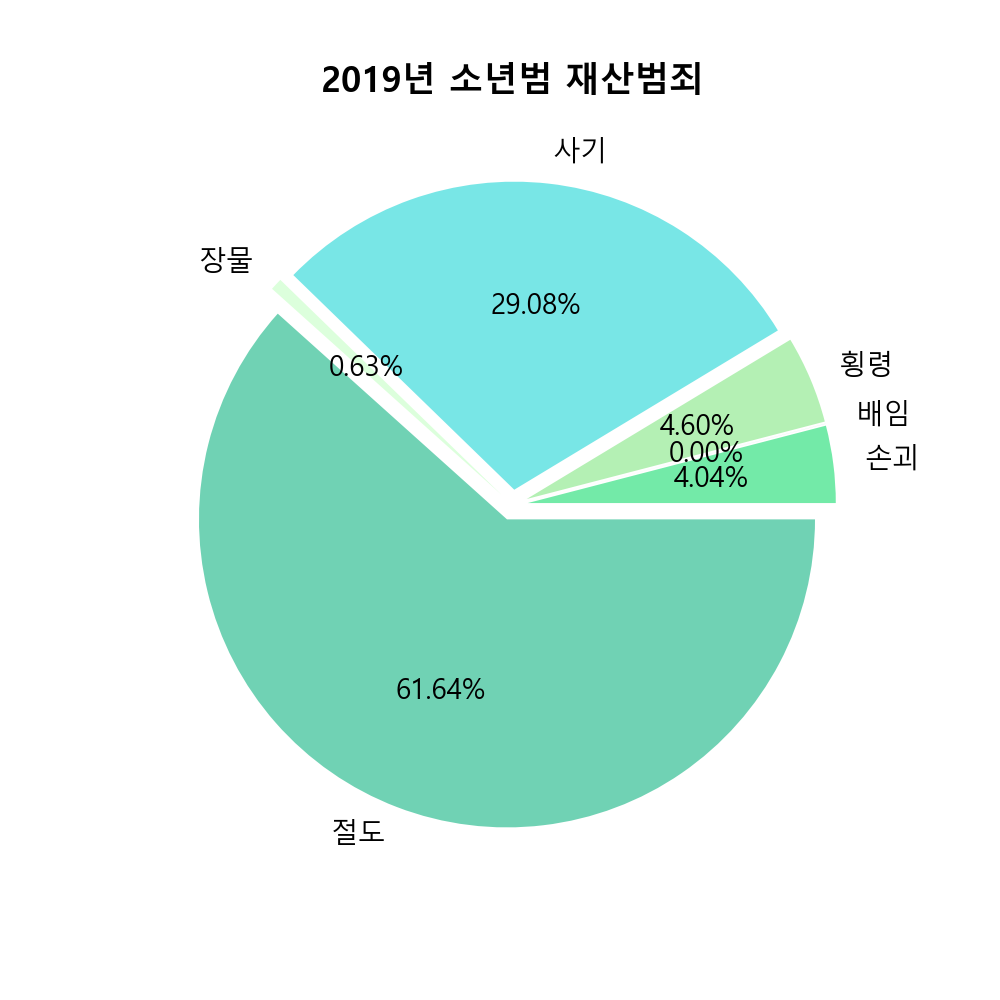 2019년 소년범 재산범죄
사기
장물
29.08%
횡령
0.63%
배임
4.60%
0.00%
손괴
4.04%
61.64%
절도